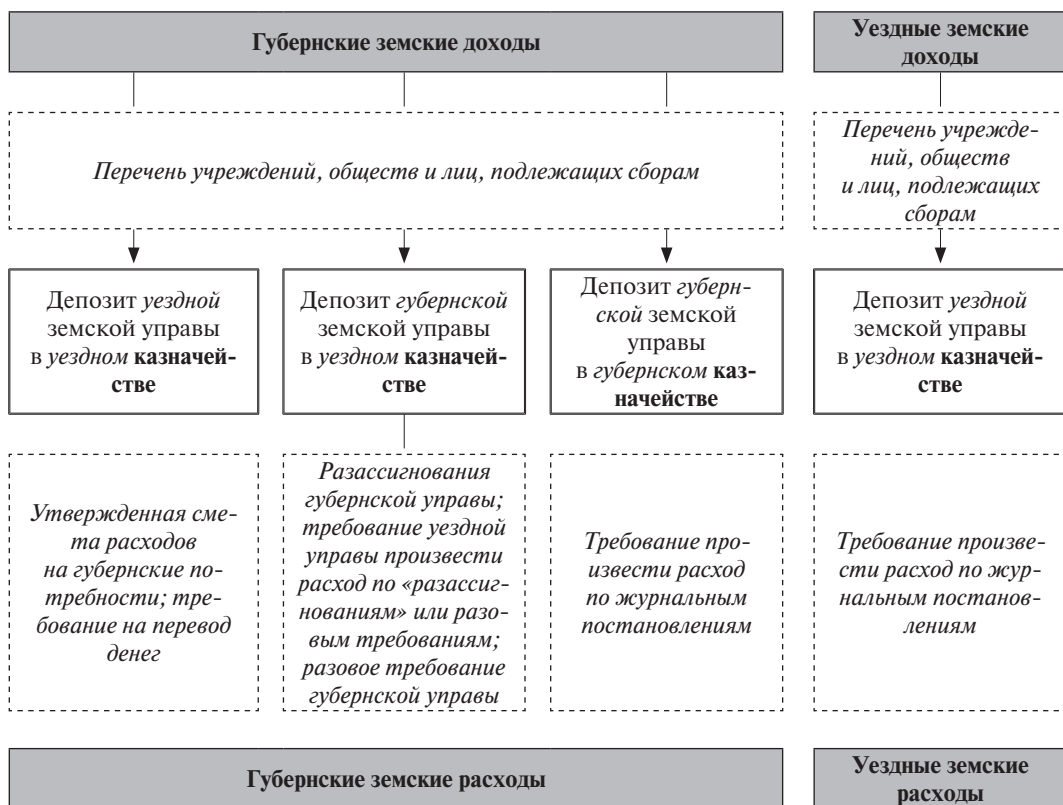 Губернские земские доходы
Уездные земские
доходы
Перечень учреждений, обществ и лиц, подлежащих сборам
Перечень учрежде-
ний, обществ
и лиц, подлежащих
сборам
Депозит уездной
земской управы
в уездном казначей-
стве
Депозит губернской
земской управы
в уездном казначей-
стве
Депозит губерн-
ской земской
управы
в губернском каз-
начействе
Депозит уездной
земской управы
в уездном казначей-
стве
Утвержденная сме-
та расходов
на губернские по-
требности; тре-
бование на перевод
денег
Разассигнования
губернской управы;
требование уездной
управы произвести
расход по «разассиг-
нованиям» или разо-
вым требованиям;
разовое требование
губернской управы
Требование про-
извести расход
по журнальным
постановлениям
Требование произве-
сти расход по жур-
нальным постанов-
лениям
Губернские земские расходы
Уездные земские
расходы